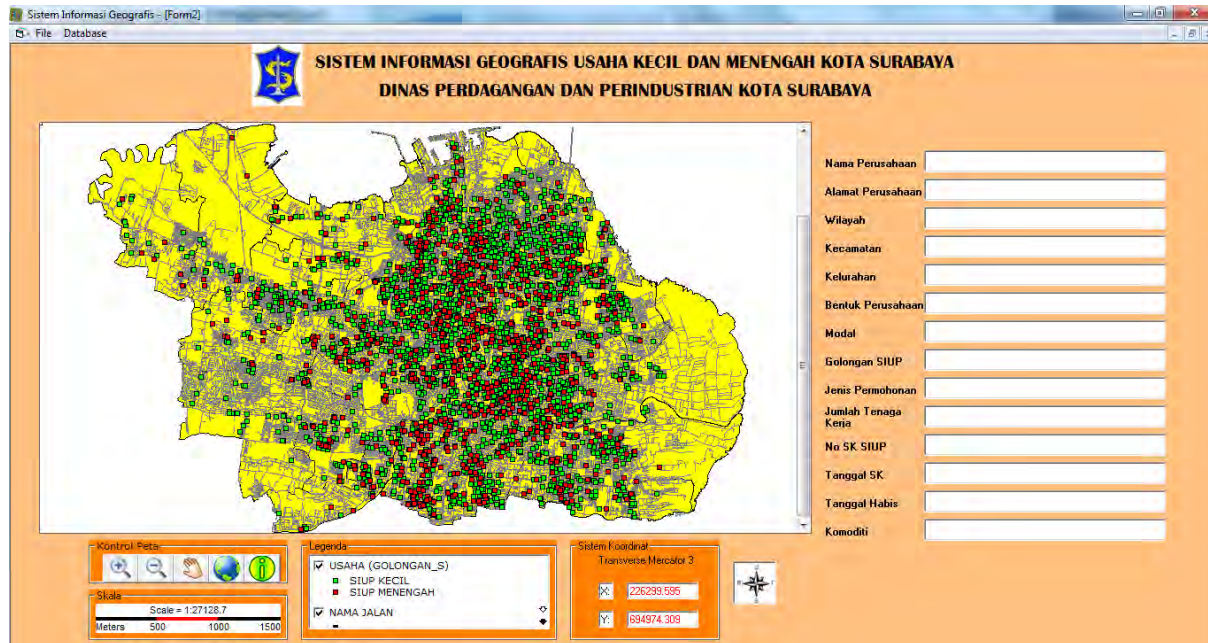 Sistem Informasi Geografis - [Form2]
File Database
SISTEM INFORMASI GEOGRAFIS USAHA KECIL DAN MENENGAH KOTA SURABAYA
DINAS PERDAGANGAN DAN PERINDUSTRIAN KOTA SURABAYA
Nama Perusahaan
Alamat Perusahaan
Wilayah
Kecamatan
Kelurahan
Bentuk Perusahaan
Modal
Golongan SIUP
Jenis Permohonan
Jumlah Tenaga
Kerja
No SK SIUP
Tanggal SK
Tanggal Habis
Komoditi
Kontrol Peta
Skala
Scale = 1:27128.7
Meters 500 1000 1500
Legenda
USAHA (GOLONGAN_S)
SIUP KECIL
SIUP MENENGAH
NAMA JALAN
Sistem Koordinat
Transverse Mercator 3
X: 226299.595
Y: 694974.309